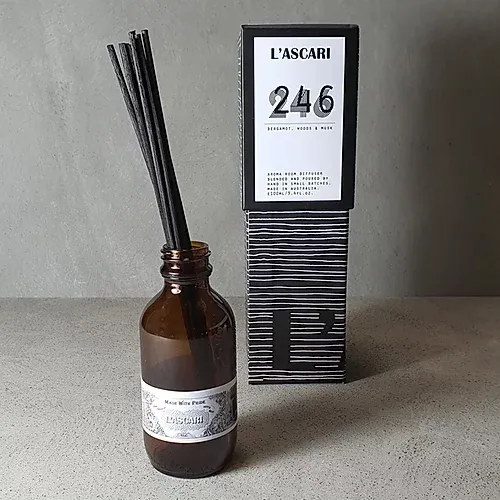 L'ASCARI
246
BERGAMOT, WOODS & MUSK
AROMA ROOM DIFFUSER
BLENDED AND POURED BY
HAND IN SMALL BATCHES.
MADE IN AUSTRALIA.
L'
Made With Pride
L'ASCARI